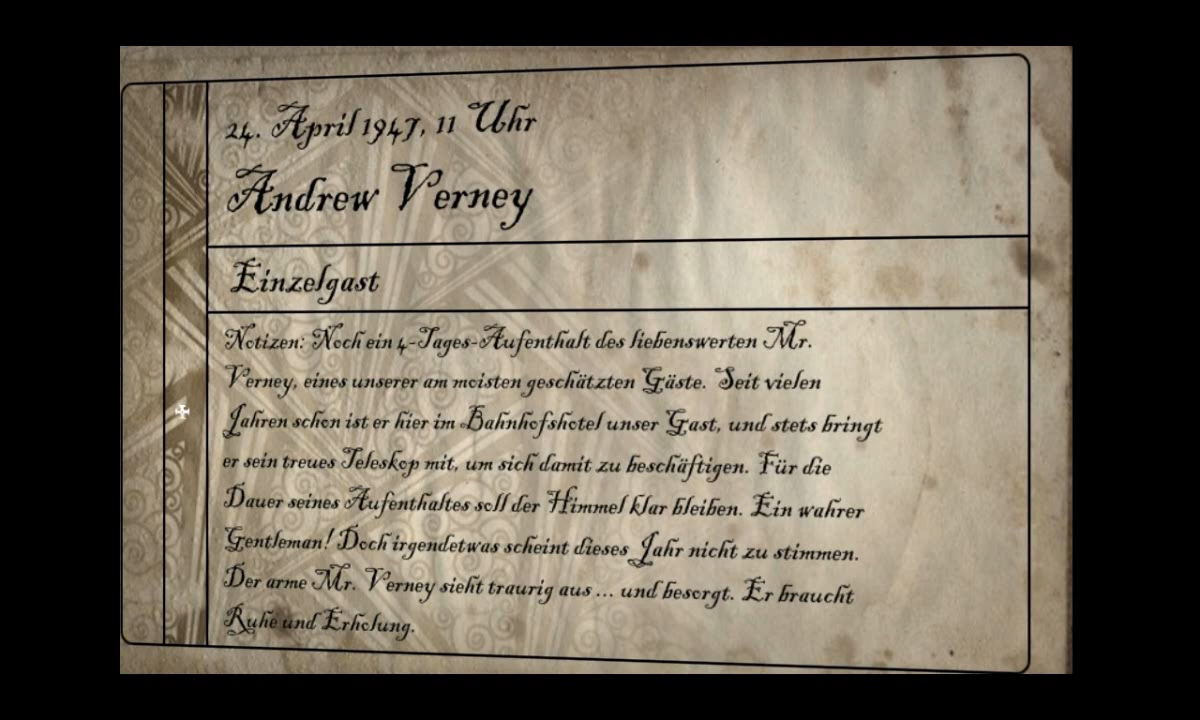 24. April 1947, 11 Uhr
Andrew Verney
Einzelgast
Notizen: Noch ein 4-Tages-Aufenthalt des liebenswerten Mr.
Verney, eines unserer am meisten geschätzten Gäste. Seit vielen
Jahren schon ist er hier im Bahnhofshotel unser Gast, und stets bringt
er sein treues Teleskop mit, um sich damit zu beschäftigen. Für die
Dauer seines Aufenthaltes soll der Himmel klar bleiben. Ein wahrer
Gentleman! Doch irgendetwas scheint dieses Jahr nicht zu stimmen.
Der arme Mr. Verney sieht traurig aus ... und besorgt. Er braucht
Ruhe und Erholung.